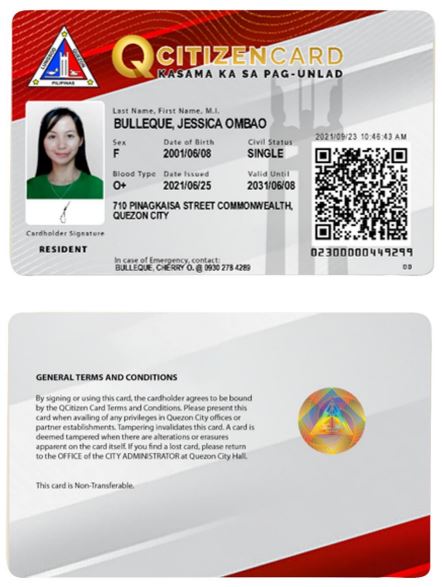 LUNGSOD QUEZON
PILIPINAS
QCITIZENCARD
KASAMA KA SA PAG-UNLAD
Last Name, First Name, M.I.
BULLEQUE, JESSICA OMBAO
Sex Date of Birth Civil Status
F 2001/06/08 SINGLE
Blood Type Date Issued Valid Until
O+ 2021/06/25 2031/06/08
710 PINAGKAISA STREET COMMONWEALTH,
QUEZON CITY
2021/09/23 10:46:43 AM
02300000449299
DD
Cardholder Signature
RESIDENT
In case of Emergency, contact:
BULLEQUE, CHERRY O. @ 0930 278 4289
GENERAL TERMS AND CONDITIONS
By signing or using this card, the cardholder agrees to be bound
by the QCitizen Card Terms and Conditions. Please present this
card when availing of any privileges in Quezon City offices or
partner establishments. Tampering invalidates this card. A card is
deemed tampered when there are alterations or erasures
apparent on the card itself. If you find a lost card, please return
to the OFFICE of the CITY ADMINISTRATOR at Quezon City Hall.
This card is Non-Transferable.